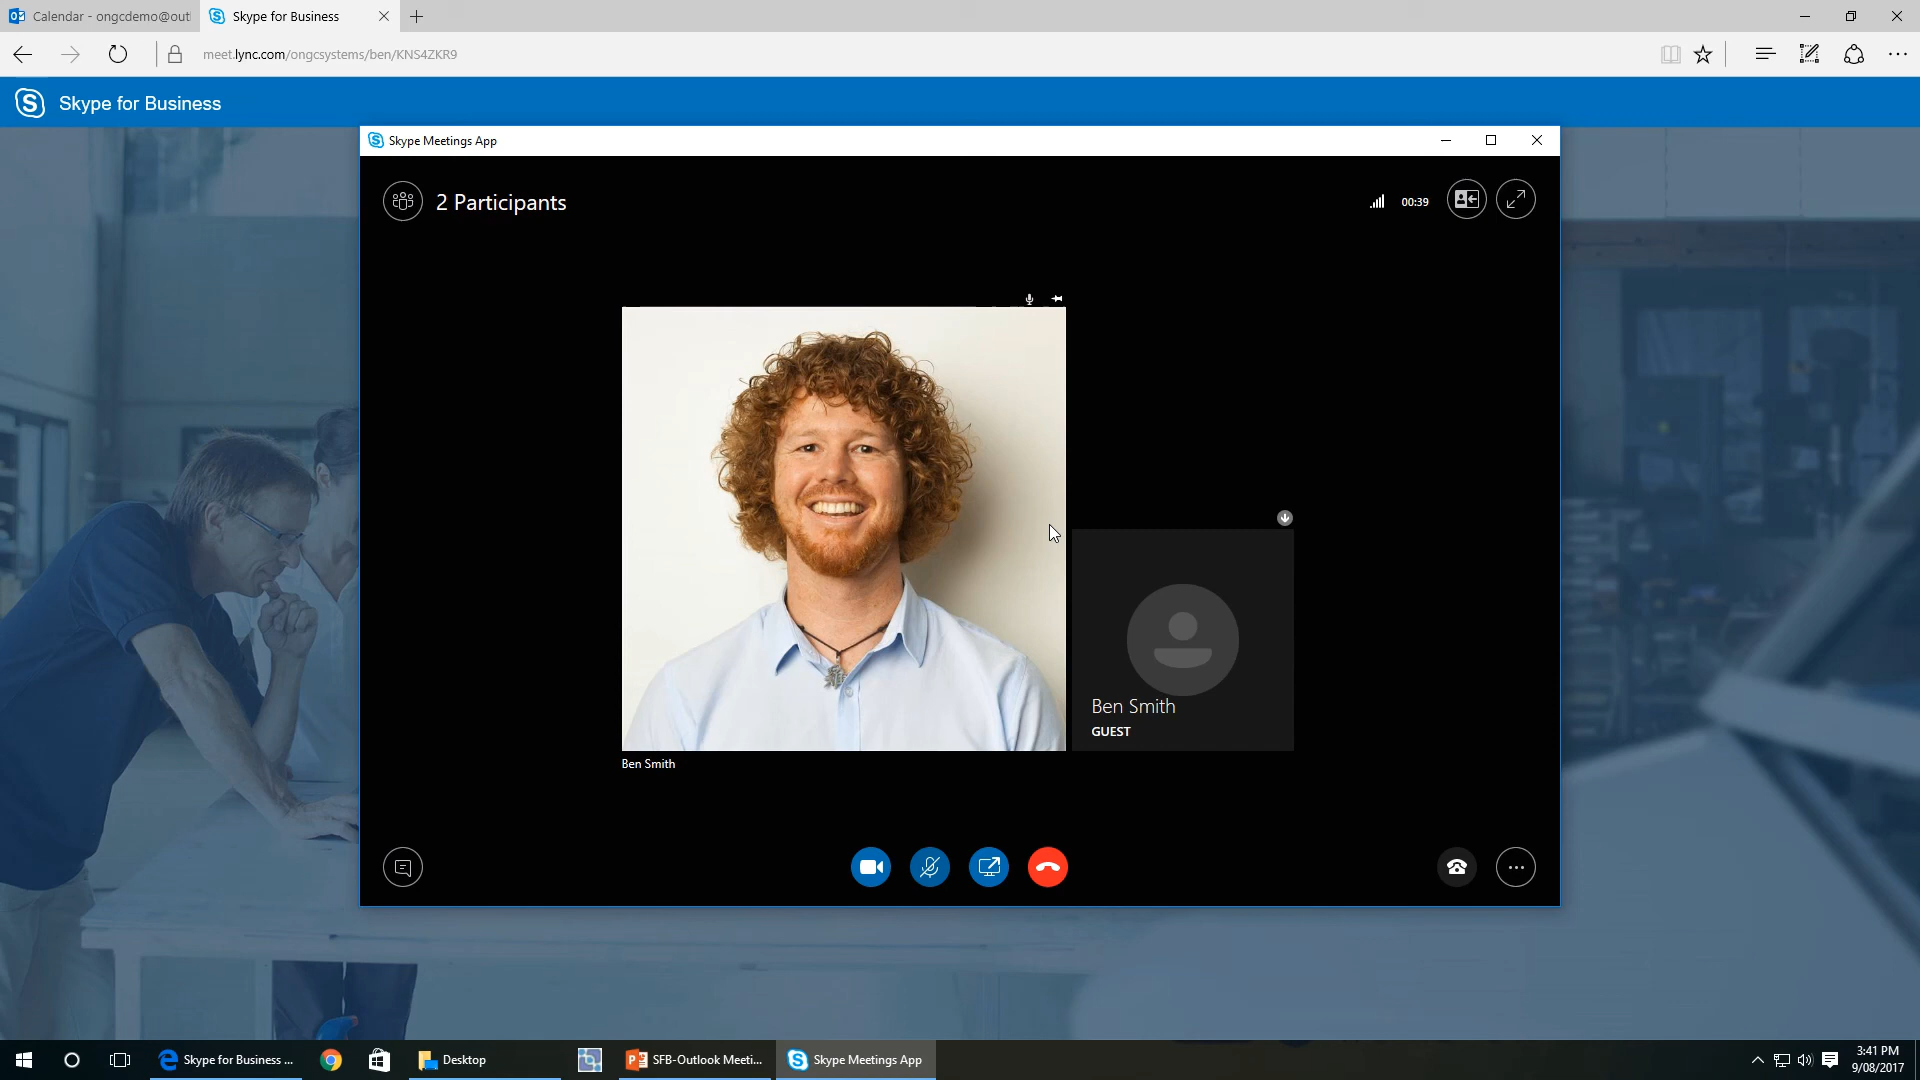 Calendar - ongcdemo@out
Skype for Business
meet.lync.com/ongcsystems/ben/KNS4ZKR9
Skype for Business
Skype Meetings App
2 Participants
00:39
Ben Smith
GUEST
Ben Smith
Skype for Business ...
Desktop
SFB-Outlook Meeti...
Skype Meetings App
3:41 PM
9/08/2017